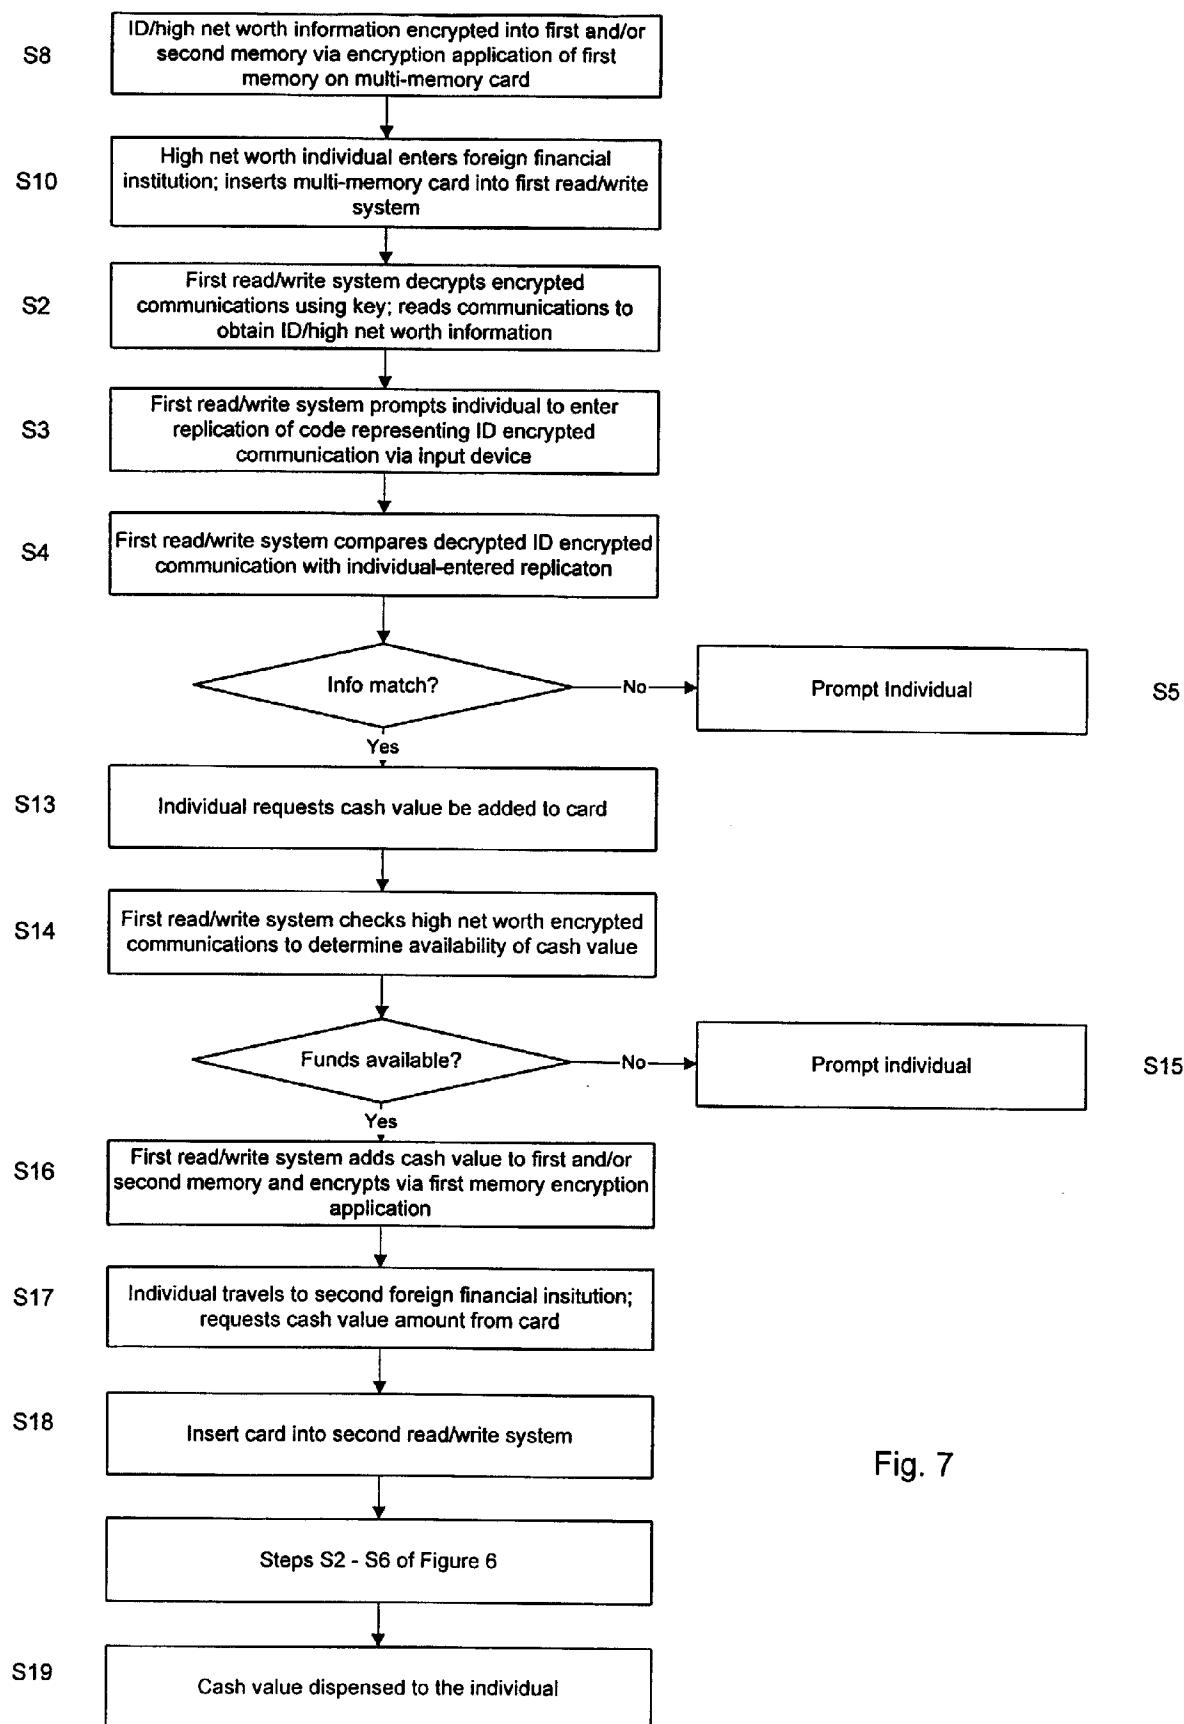 S8
ID/high net worth information encrypted into first and/or
second memory via encryption application of first
memory on multi-memory card
S10
High net worth individual enters foreign financial
institution; inserts multi-memory card into first read/write
system
S2
First read/write system decrypts encrypted
communications using key; reads communications to
obtain ID/high net worth information
S3
First read/write system prompts individual to enter
replication of code representing ID encrypted
communication via input device
S4
First read/write system compares decrypted ID encrypted
communication with individual-entered replicaton
Info match?
No
Prompt Individual
S5
Yes
S13
Individual requests cash value be added to card
S14
First read/write system checks high net worth encrypted
communications to determine availability of cash value
Funds available?
No
Prompt individual
S15
Yes
S16
First read/write system adds cash value to first and/or
second memory and encrypts via first memory encryption
application
S17
Individual travels to second foreign financial insitution;
requests cash value amount from card
S18
Insert card into second read/write system
Fig. 7
Steps S2 - S6 of Figure 6
S19
Cash value dispensed to the individual